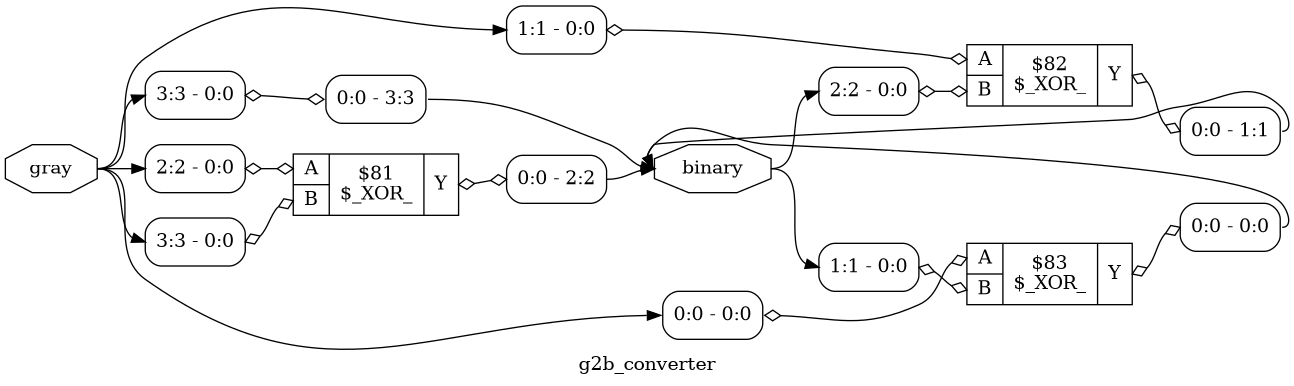 1:1 - 0:0
A
$82
$_XOR_
Y
B
3:3 - 0:0
0:0 - 3:3
2:2 - 0:0
0:0 - 1:1
gray
2:2 - 0:0
A
$81
$_XOR_
Y
B
0:0 - 2:2
binary
3:3 - 0:0
1:1 - 0:0
A
$83
$_XOR_
Y
B
0:0 - 0:0
0:0 - 0:0
g2b_converter